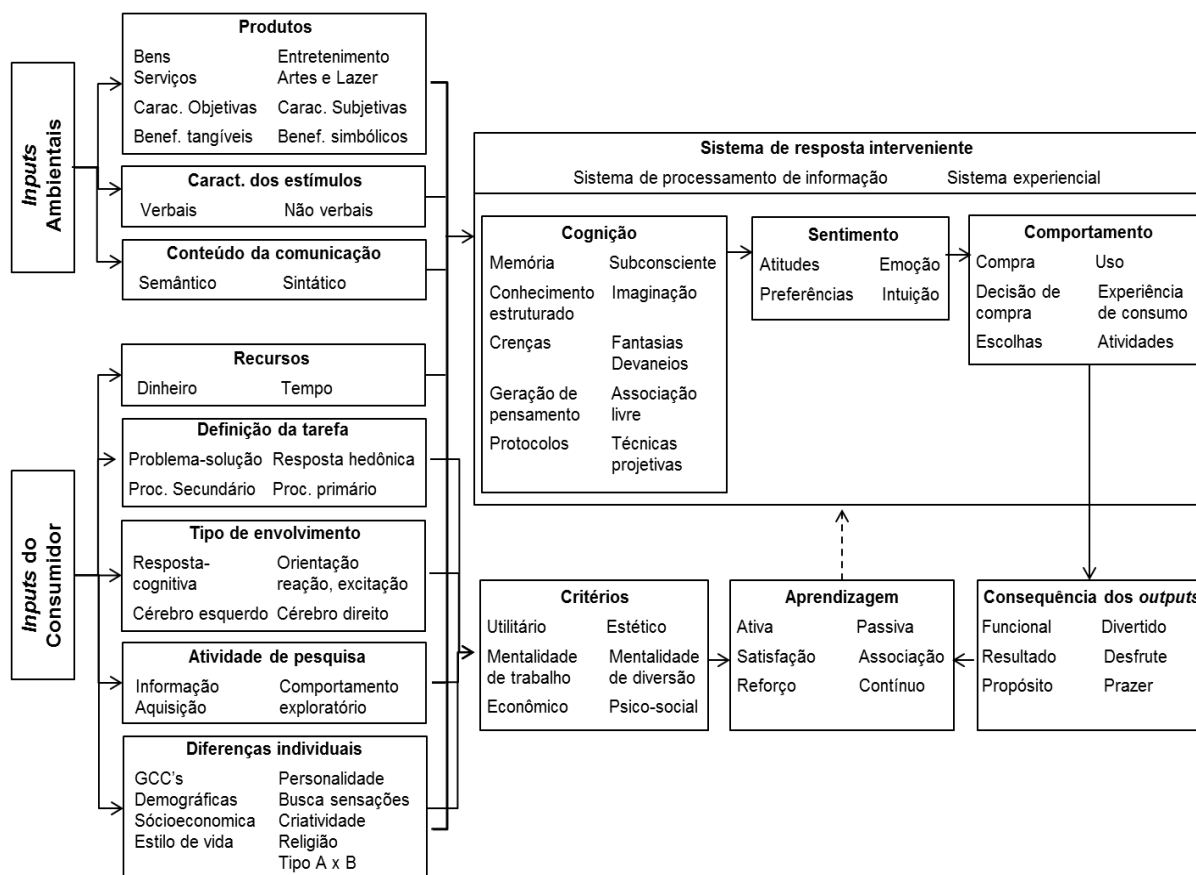 Inputs Ambientais
Produtos
Bens Entretenimento
Serviços Artes e Lazer
Carac. Objetivas Carac. Subjetivas
Benef. tangíveis Benef. simbólicos
Caract. dos estímulos
Verbais Não verbais
Conteúdo da comunicação
Semântico Sintático
Inputs do Consumidor
Recursos
Dinheiro Tempo
Definição da tarefa
Problema-solução Resposta hedônica
Proc. Secundário Proc. primário
Tipo de envolvimento
Resposta- Orientação
cognitiva reação, excitação
Cérebro esquerdo Cérebro direito
Atividade de pesquisa
Informação Comportamento
Aquisição exploratório
Diferenças individuais
GCC's Personalidade
Demográficas Busca sensações
Sócioeconomica Criatividade
Estilo de vida Religião
Tipo A x B
Sistema de resposta interveniente
Sistema de processamento de informação Sistema experiencial
Cognição
Memória Subconsciente
Conhecimento Imaginação
estruturado
Crenças Fantasias
Devaneios
Geração de Associação
pensamento livre
Protocolos Técnicas
projetivas
Sentimento
Atitudes Emoção
Preferências Intuição
Comportamento
Compra Uso
Decisão de Experiência
compra de consumo
Escolhas Atividades
Critérios
Utilitário Estético
Mentalidade Mentalidade
de trabalho de diversão
Econômico Psico-social
Aprendizagem
Ativa Passiva
Satisfação Associação
Reforço Contínuo
Consequência dos outputs
Funcional Divertido
Resultado Desfrute
Propósito Prazer